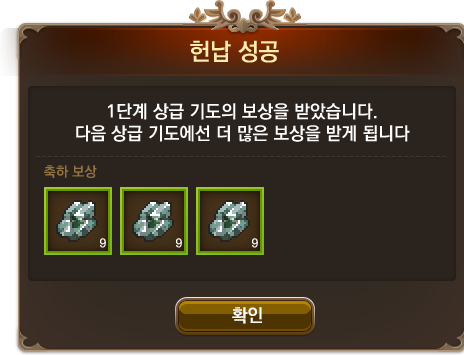 헌납 성공
1단계 상급 기도의 보상을 받았습니다.
다음 상급 기도에선 더 많은 보상을 받게 됩니다
축하 보상
9 9 9
확인